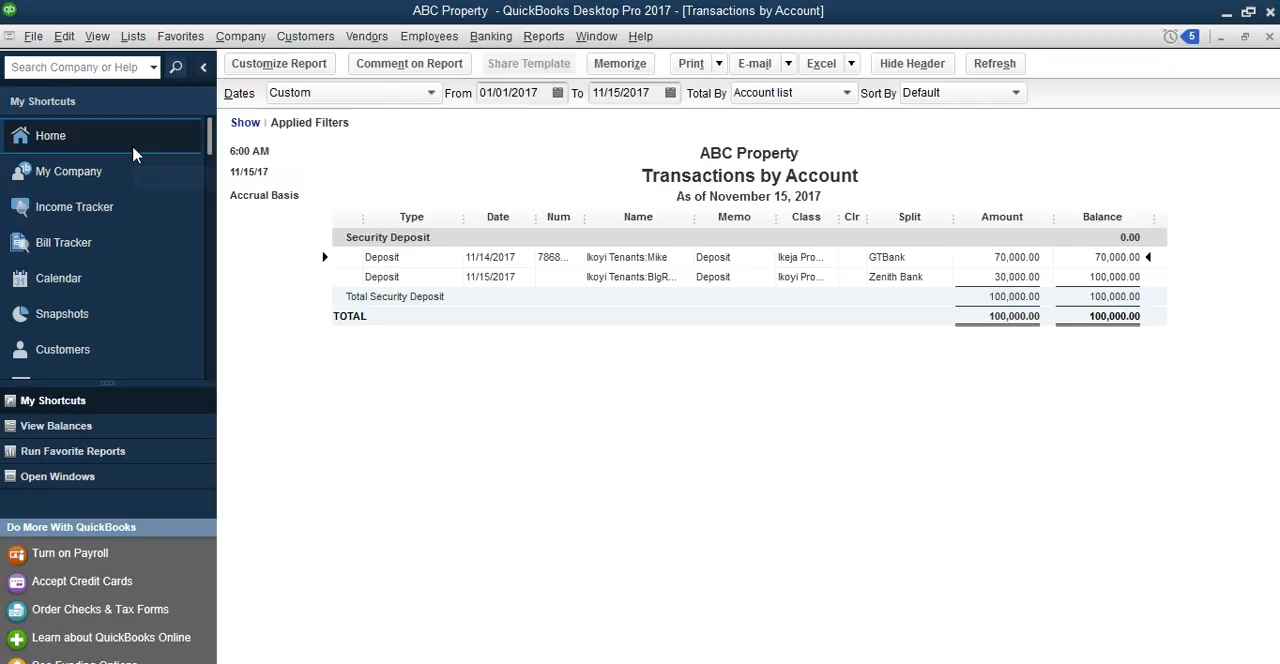 ABC Property - QuickBooks Desktop Pro 2017 - [Transactions by Account]
File Edit View Lists Favorites Company Customers Vendors Employees Banking Reports Window Help 5
Search Company or Help
Customize Report Comment on Report Share Template Memorize Print E-mail Excel Hide Header Refresh
My Shortcuts
Dates Custom From 01/01/2017 To 11/15/2017 Total By Account list Sort By Default
Home
My Company
Income Tracker
Bill Tracker
Calendar
Snapshots
Customers
My Shortcuts
View Balances
Run Favorite Reports
Open Windows
Do More With QuickBooks
Turn on Payroll
Accept Credit Cards
Order Checks & Tax Forms
Learn about QuickBooks Online
See Funding Options
Show | Applied Filters
6:00 AM
11/15/17
Accrual Basis
ABC Property
Transactions by Account
As of November 15, 2017
Type Date Num Name Memo Class Clr Split Amount Balance
Security Deposit 0.00
Deposit 11/14/2017 7868... Ikoyi Tenants:Mike Deposit Ikeja Pro... GTBank 70,000.00 70,000.00
Deposit 11/15/2017 Ikoyi Tenants:BIgR... Deposit Ikoyi Pro... Zenith Bank 30,000.00 100,000.00
Total Security Deposit 100,000.00 100,000.00
TOTAL 100,000.00 100,000.00